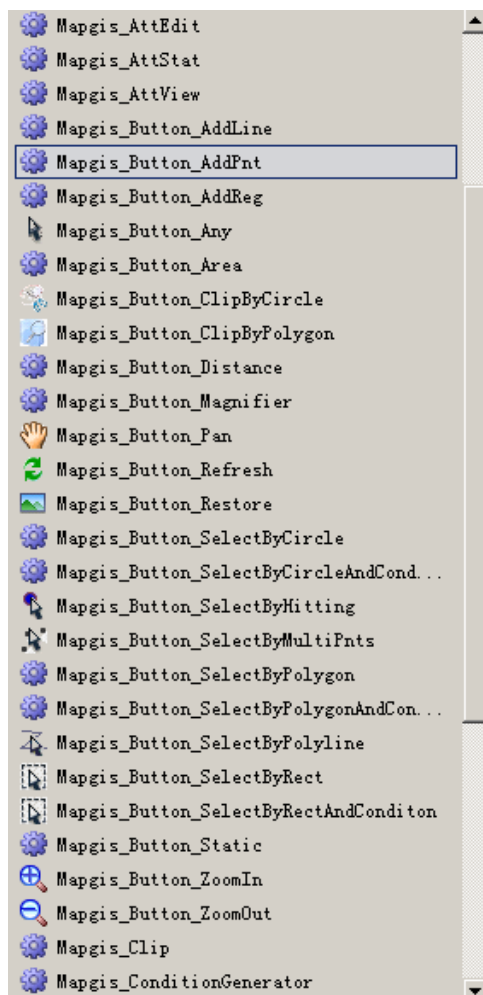 Mapgis_AttEdit
Mapgis_AttStat
Mapgis_AttView
Mapgis_Button_AddLine
Mapgis_Button_AddPnt
Mapgis_Button_AddReg
Mapgis_Button_Any
Mapgis_Button_Area
Mapgis_Button_ClipByCircle
Mapgis_Button_ClipByPolygon
Mapgis_Button_Distance
Mapgis_Button_Magnifier
Mapgis_Button_Pan
Mapgis_Button_Refresh
Mapgis_Button_Restore
Mapgis_Button_SelectByCircle
Mapgis_Button_SelectByCircleAndCond...
Mapgis_Button_SelectByHitting
Mapgis_Button_SelectByMultiPnts
Mapgis_Button_SelectByPolygon
Mapgis_Button_SelectByPolygonAndCon...
Mapgis_Button_SelectByPolyline
Mapgis_Button_SelectByRect
Mapgis_Button_SelectByRectAndConditon
Mapgis_Button_Static
Mapgis_Button_ZoomIn
Mapgis_Button_ZoomOut
Mapgis_Clip
Mapgis_ConditionGenerator